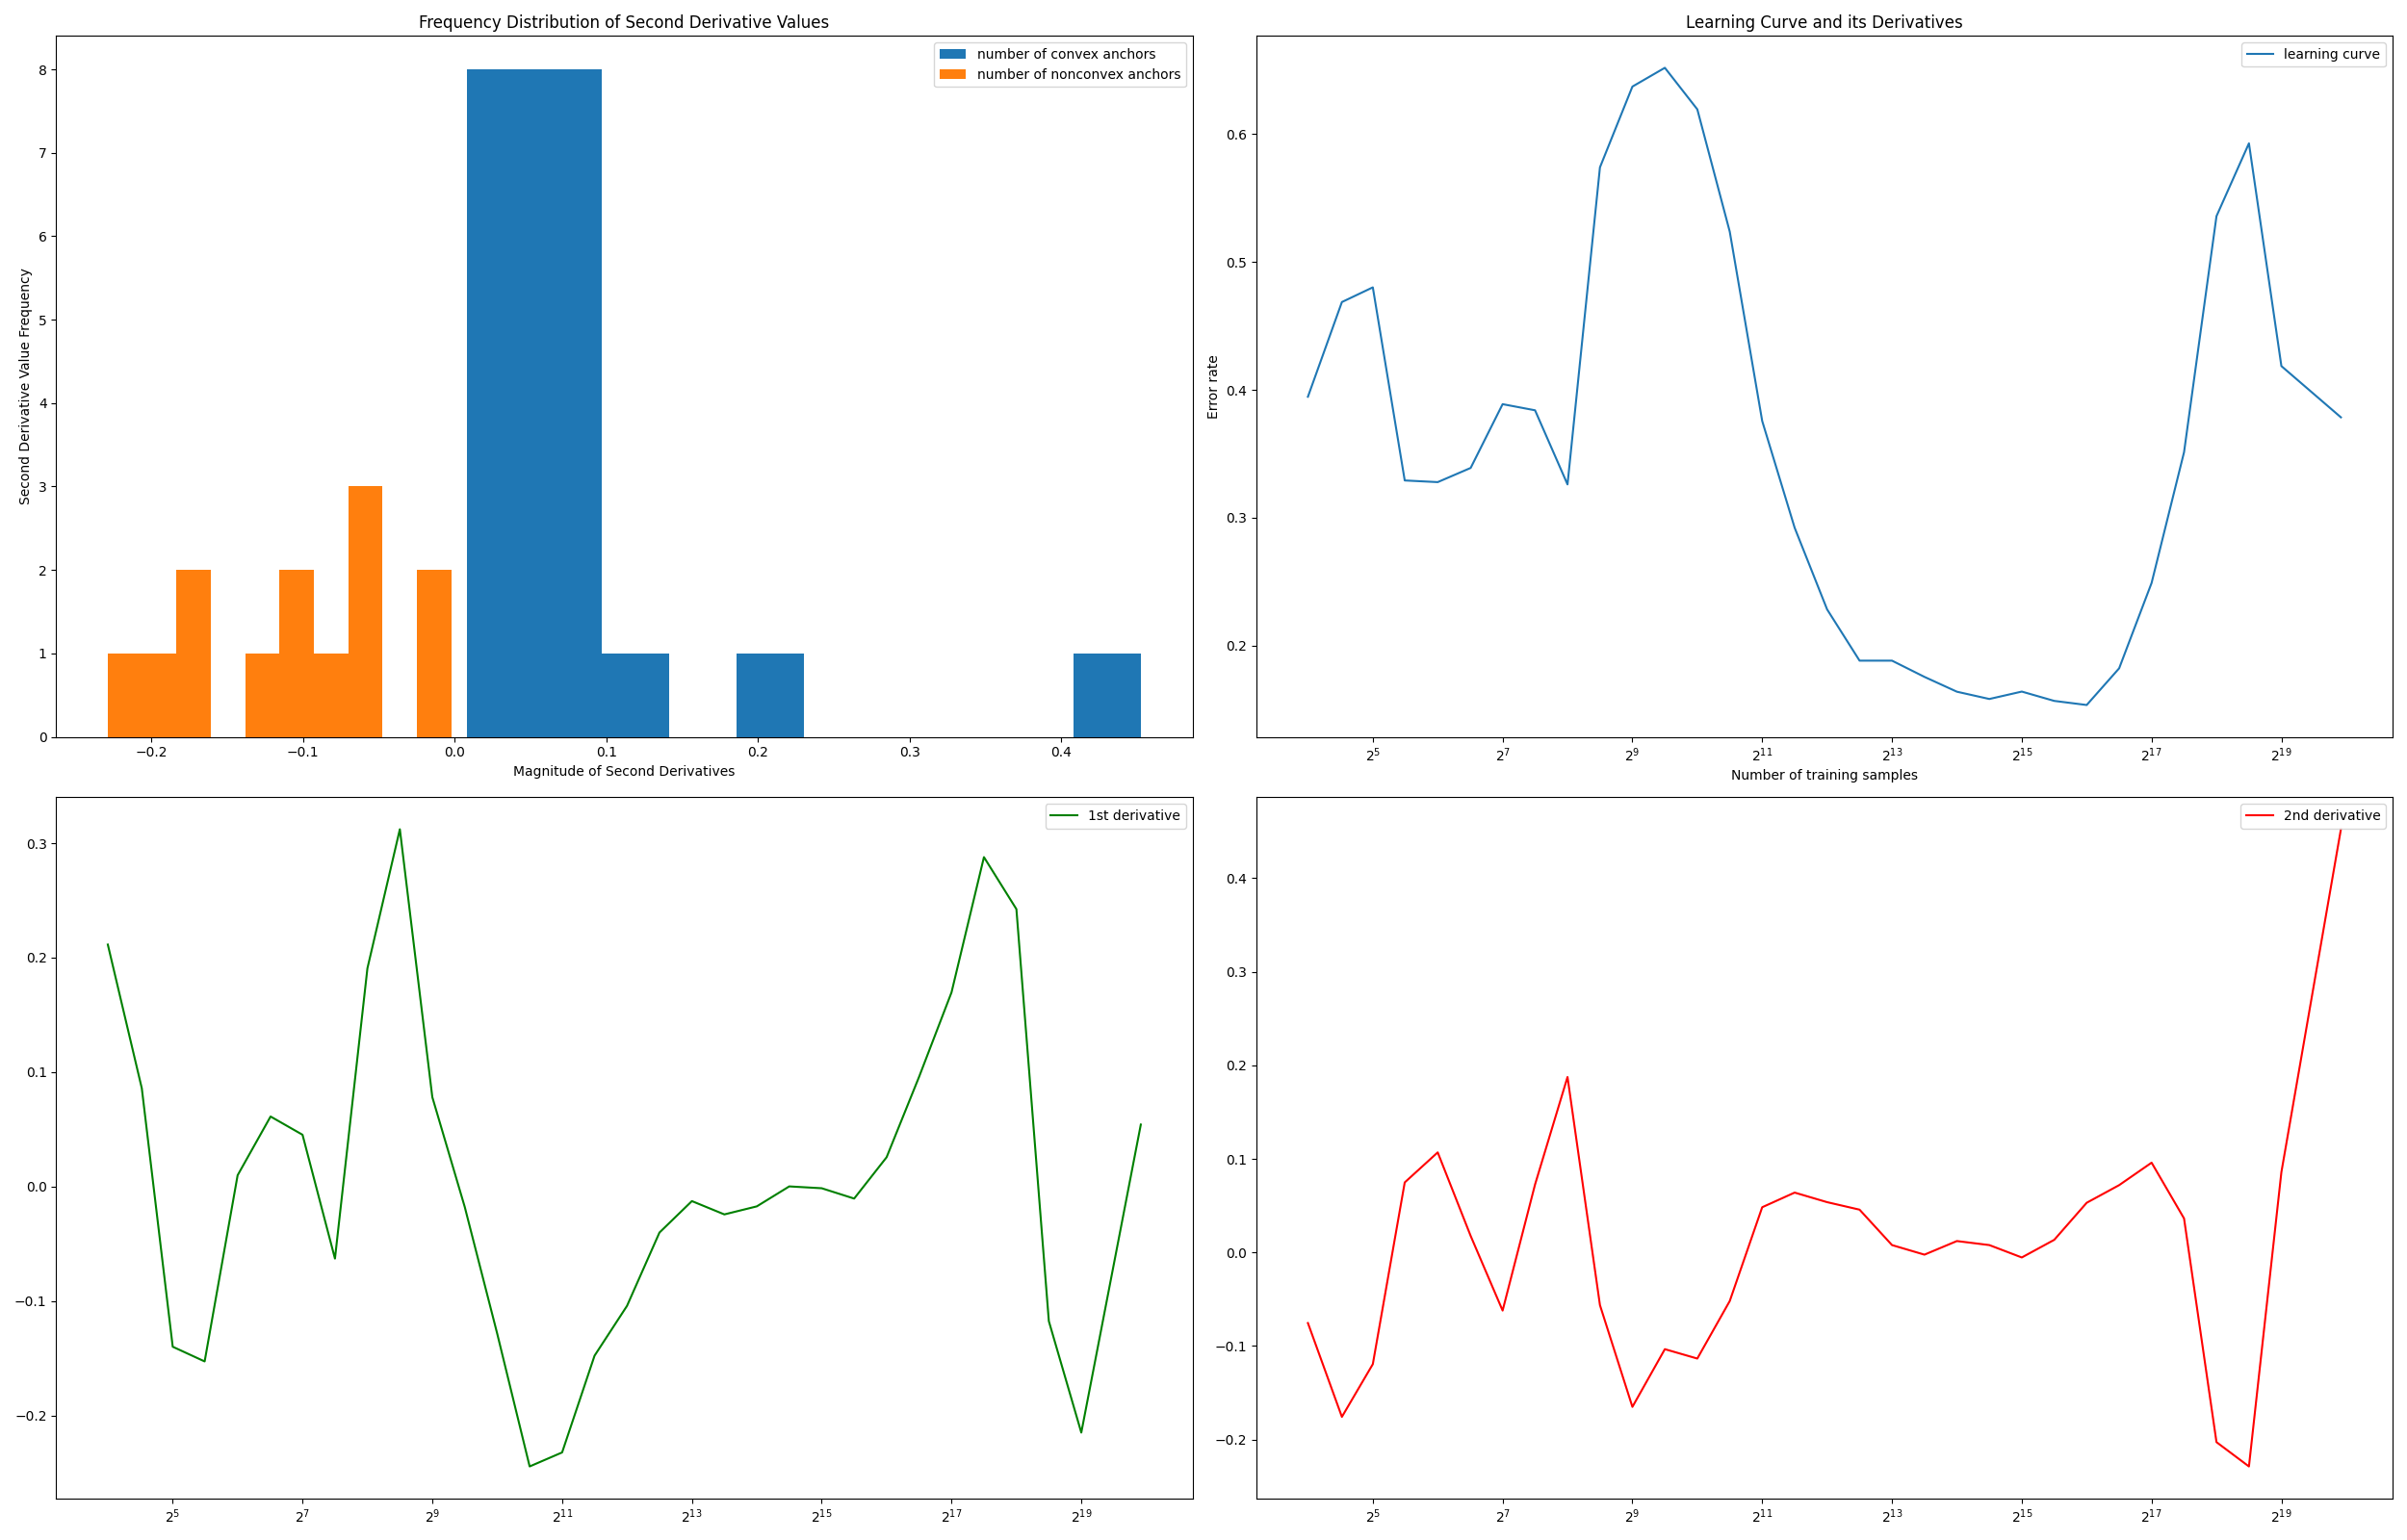 Frequency Distribution of Second Derivative Values
number of convex anchors
number of nonconvex anchors
Second Derivative Value Frequency
8
7
6
5
4
3
2
1
0
−0.2 −0.1 0.0 0.1 0.2 0.3 0.4
Magnitude of Second Derivatives
Learning Curve and its Derivatives
learning curve
Error rate
0.6
0.5
0.4
0.3
0.2
2^5 2^7 2^9 2^11 2^13 2^15 2^17 2^19
Number of training samples
1st derivative
0.3
0.2
0.1
0.0
−0.1
−0.2
2^5 2^7 2^9 2^11 2^13 2^15 2^17 2^19
2nd derivative
0.4
0.3
0.2
0.1
0.0
−0.1
−0.2
2^5 2^7 2^9 2^11 2^13 2^15 2^17 2^19